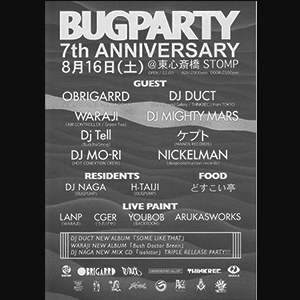 BUGPARTY
7th ANNIVERSARY
8月16日(土) @東心斎橋 STOMP
GUEST
OBRIGARRD DJ DUCT
WARAJI DJ MIGHTY MARS
Dj Tell ケプト
DJ MO-RI NICKELMAN
RESIDENTS FOOD
DJ NAGA H-TAIJI どすこい亭
LIVE PAINT
LANP CGER YOUBOB ARUKASWORKS
DJ DUCT NEW ALBUM「SOME LIKE THAT」
WARAJI NEW ALBUM「Bush Doctor Breen」
DJ NAGA NEW MIX CD「Isolator」TRIPLE RELEASE PARTY!!!
OBRIGARRD THINKREC.